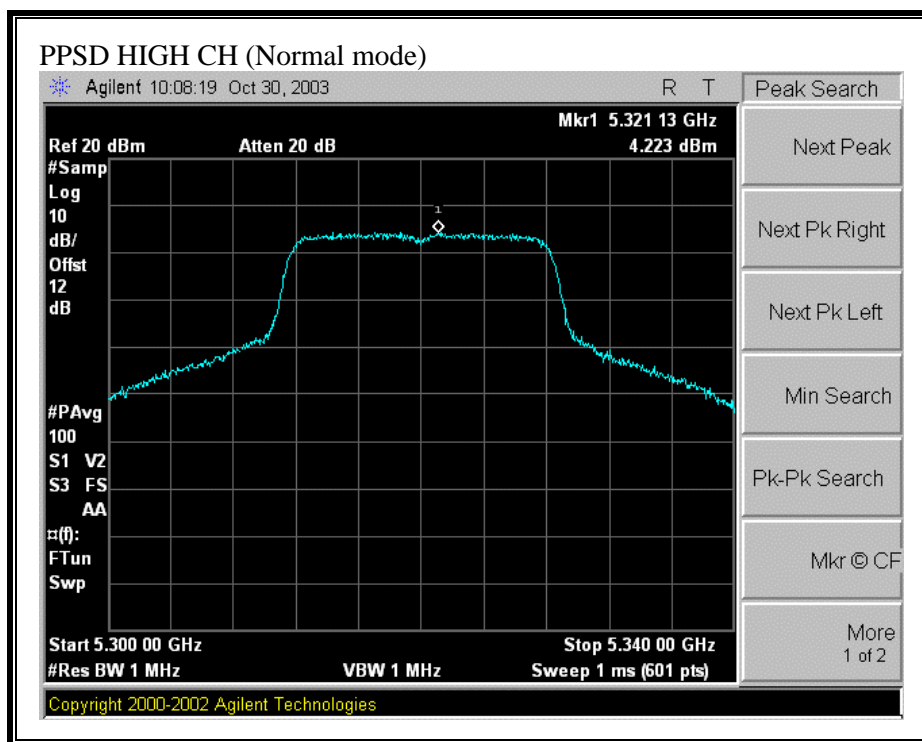 PPSD HIGH CH (Normal mode)
Agilent 10:08:19 Oct 30, 2003 R T
Peak Search
Mkr1 5.321 13 GHz
Ref 20 dBm Atten 20 dB 4.223 dBm
#Samp
Log
10
dB/
Offst
12
dB
1
#PAvg
100
S1 V2
S3 FS
AA
¤(f):
FTun
Swp
Start 5.300 00 GHz Stop 5.340 00 GHz
#Res BW 1 MHz VBW 1 MHz Sweep 1 ms (601 pts)
Copyright 2000-2002 Agilent Technologies
Next Peak
Next Pk Right
Next Pk Left
Min Search
Pk-Pk Search
Mkr © CF
More
1 of 2